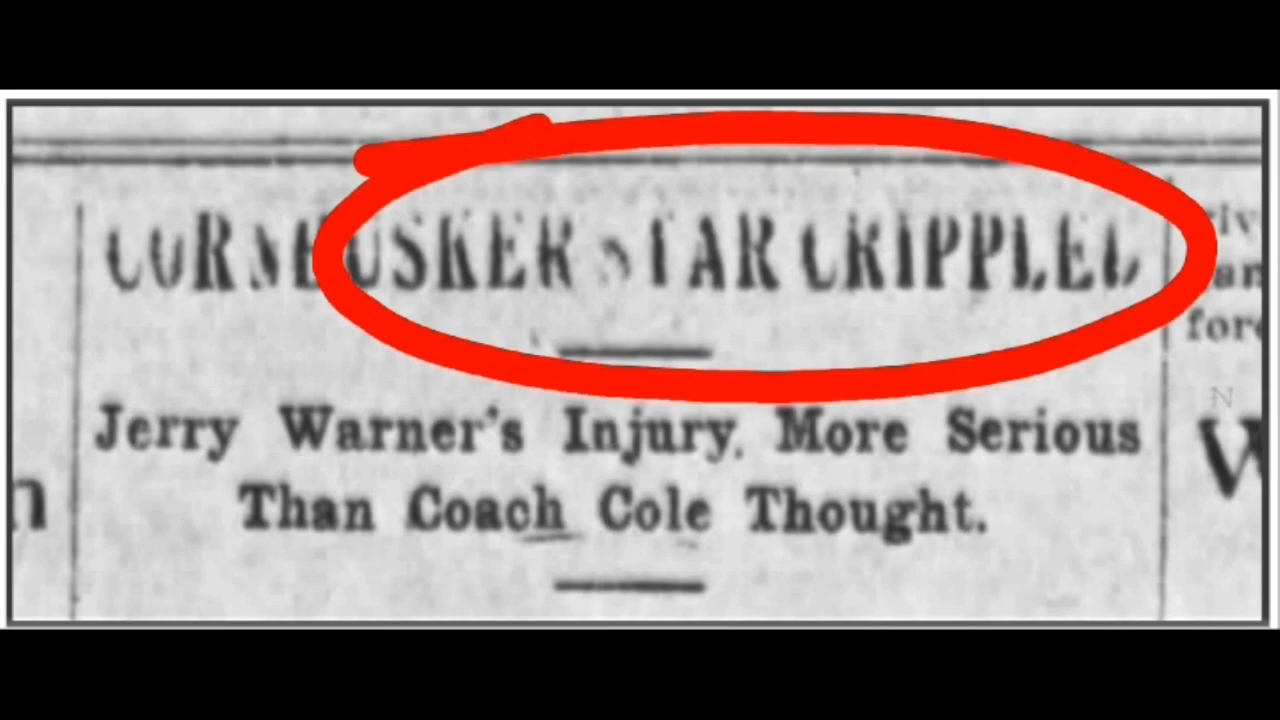 CORNHUSKER STAR CRIPPLED
Jerry Warner's Injury, More Serious
Than Coach Cole Thought.